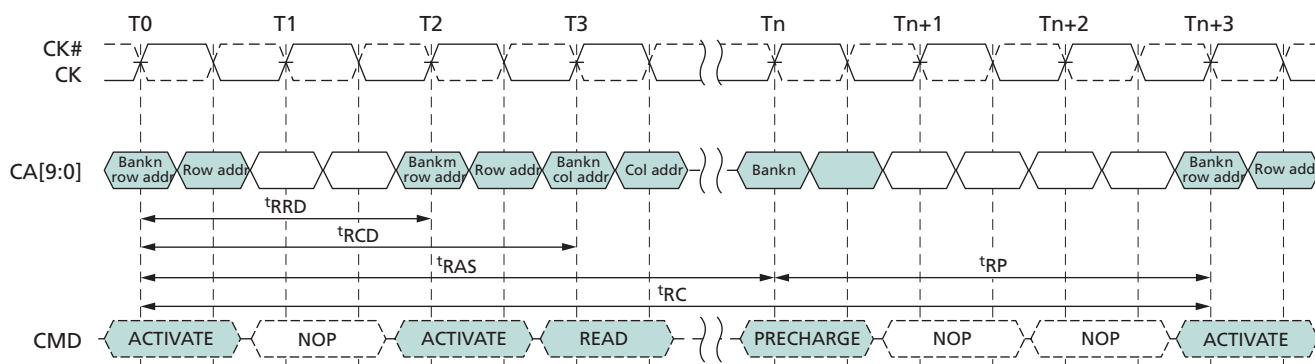 T0 T1 T2 T3 Tn Tn+1 Tn+2 Tn+3
CK#
CK
CA[9:0]
Bankn row addr
Row addr
Bankm row addr
Row addr
Bankn col addr
Col addr
Bankn
Bankn row addr
Row addr
tRRD
tRCD
tRAS
tRP
tRC
CMD ACTIVATE NOP ACTIVATE READ PRECHARGE NOP NOP ACTIVATE